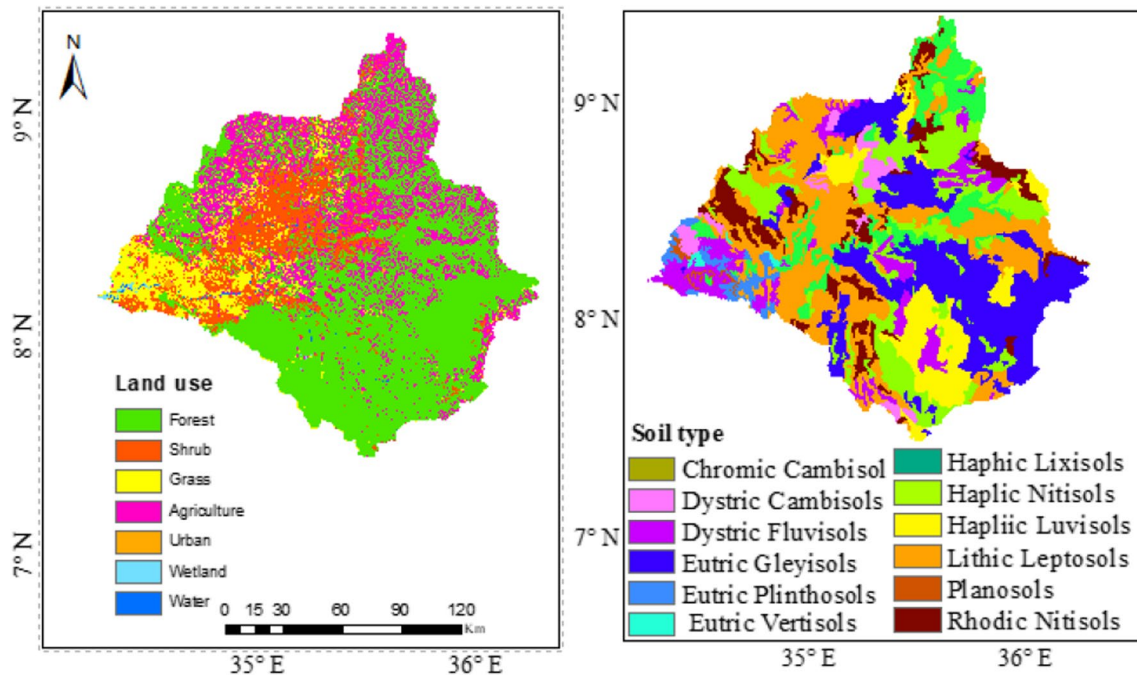 N
9° N
8° N
7° N
Land use
Forest
Shrub
Grass
Agriculture
Urban
Wetland
Water
0 15 30 60 90 120
Km
35° E 36° E
9° N
8° N
7° N
Soil type
Chromic Cambisol
Dystric Cambisols
Dystric Fluvisols
Eutric Gleyisols
Eutric Plinthosols
Eutric Vertisols
Haphic Lixisols
Haplic Nitisols
Hapliic Luvisols
Lithic Leptosols
Planosols
Rhodic Nitisols
35° E 36° E